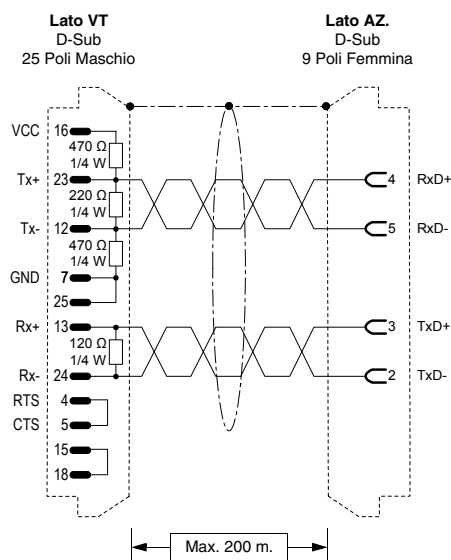 Lato VT
D-Sub
25 Poli Maschio
Lato AZ.
D-Sub
9 Poli Femmina
VCC 16
470 Ω
1/4 W
Tx+ 23
4 RxD+
220 Ω
1/4 W
Tx- 12
5 RxD-
470 Ω
1/4 W
GND 7
25
Rx+ 13
3 TxD+
120 Ω
1/4 W
Rx- 24
2 TxD-
RTS 4
CTS 5
15
18
Max. 200 m.